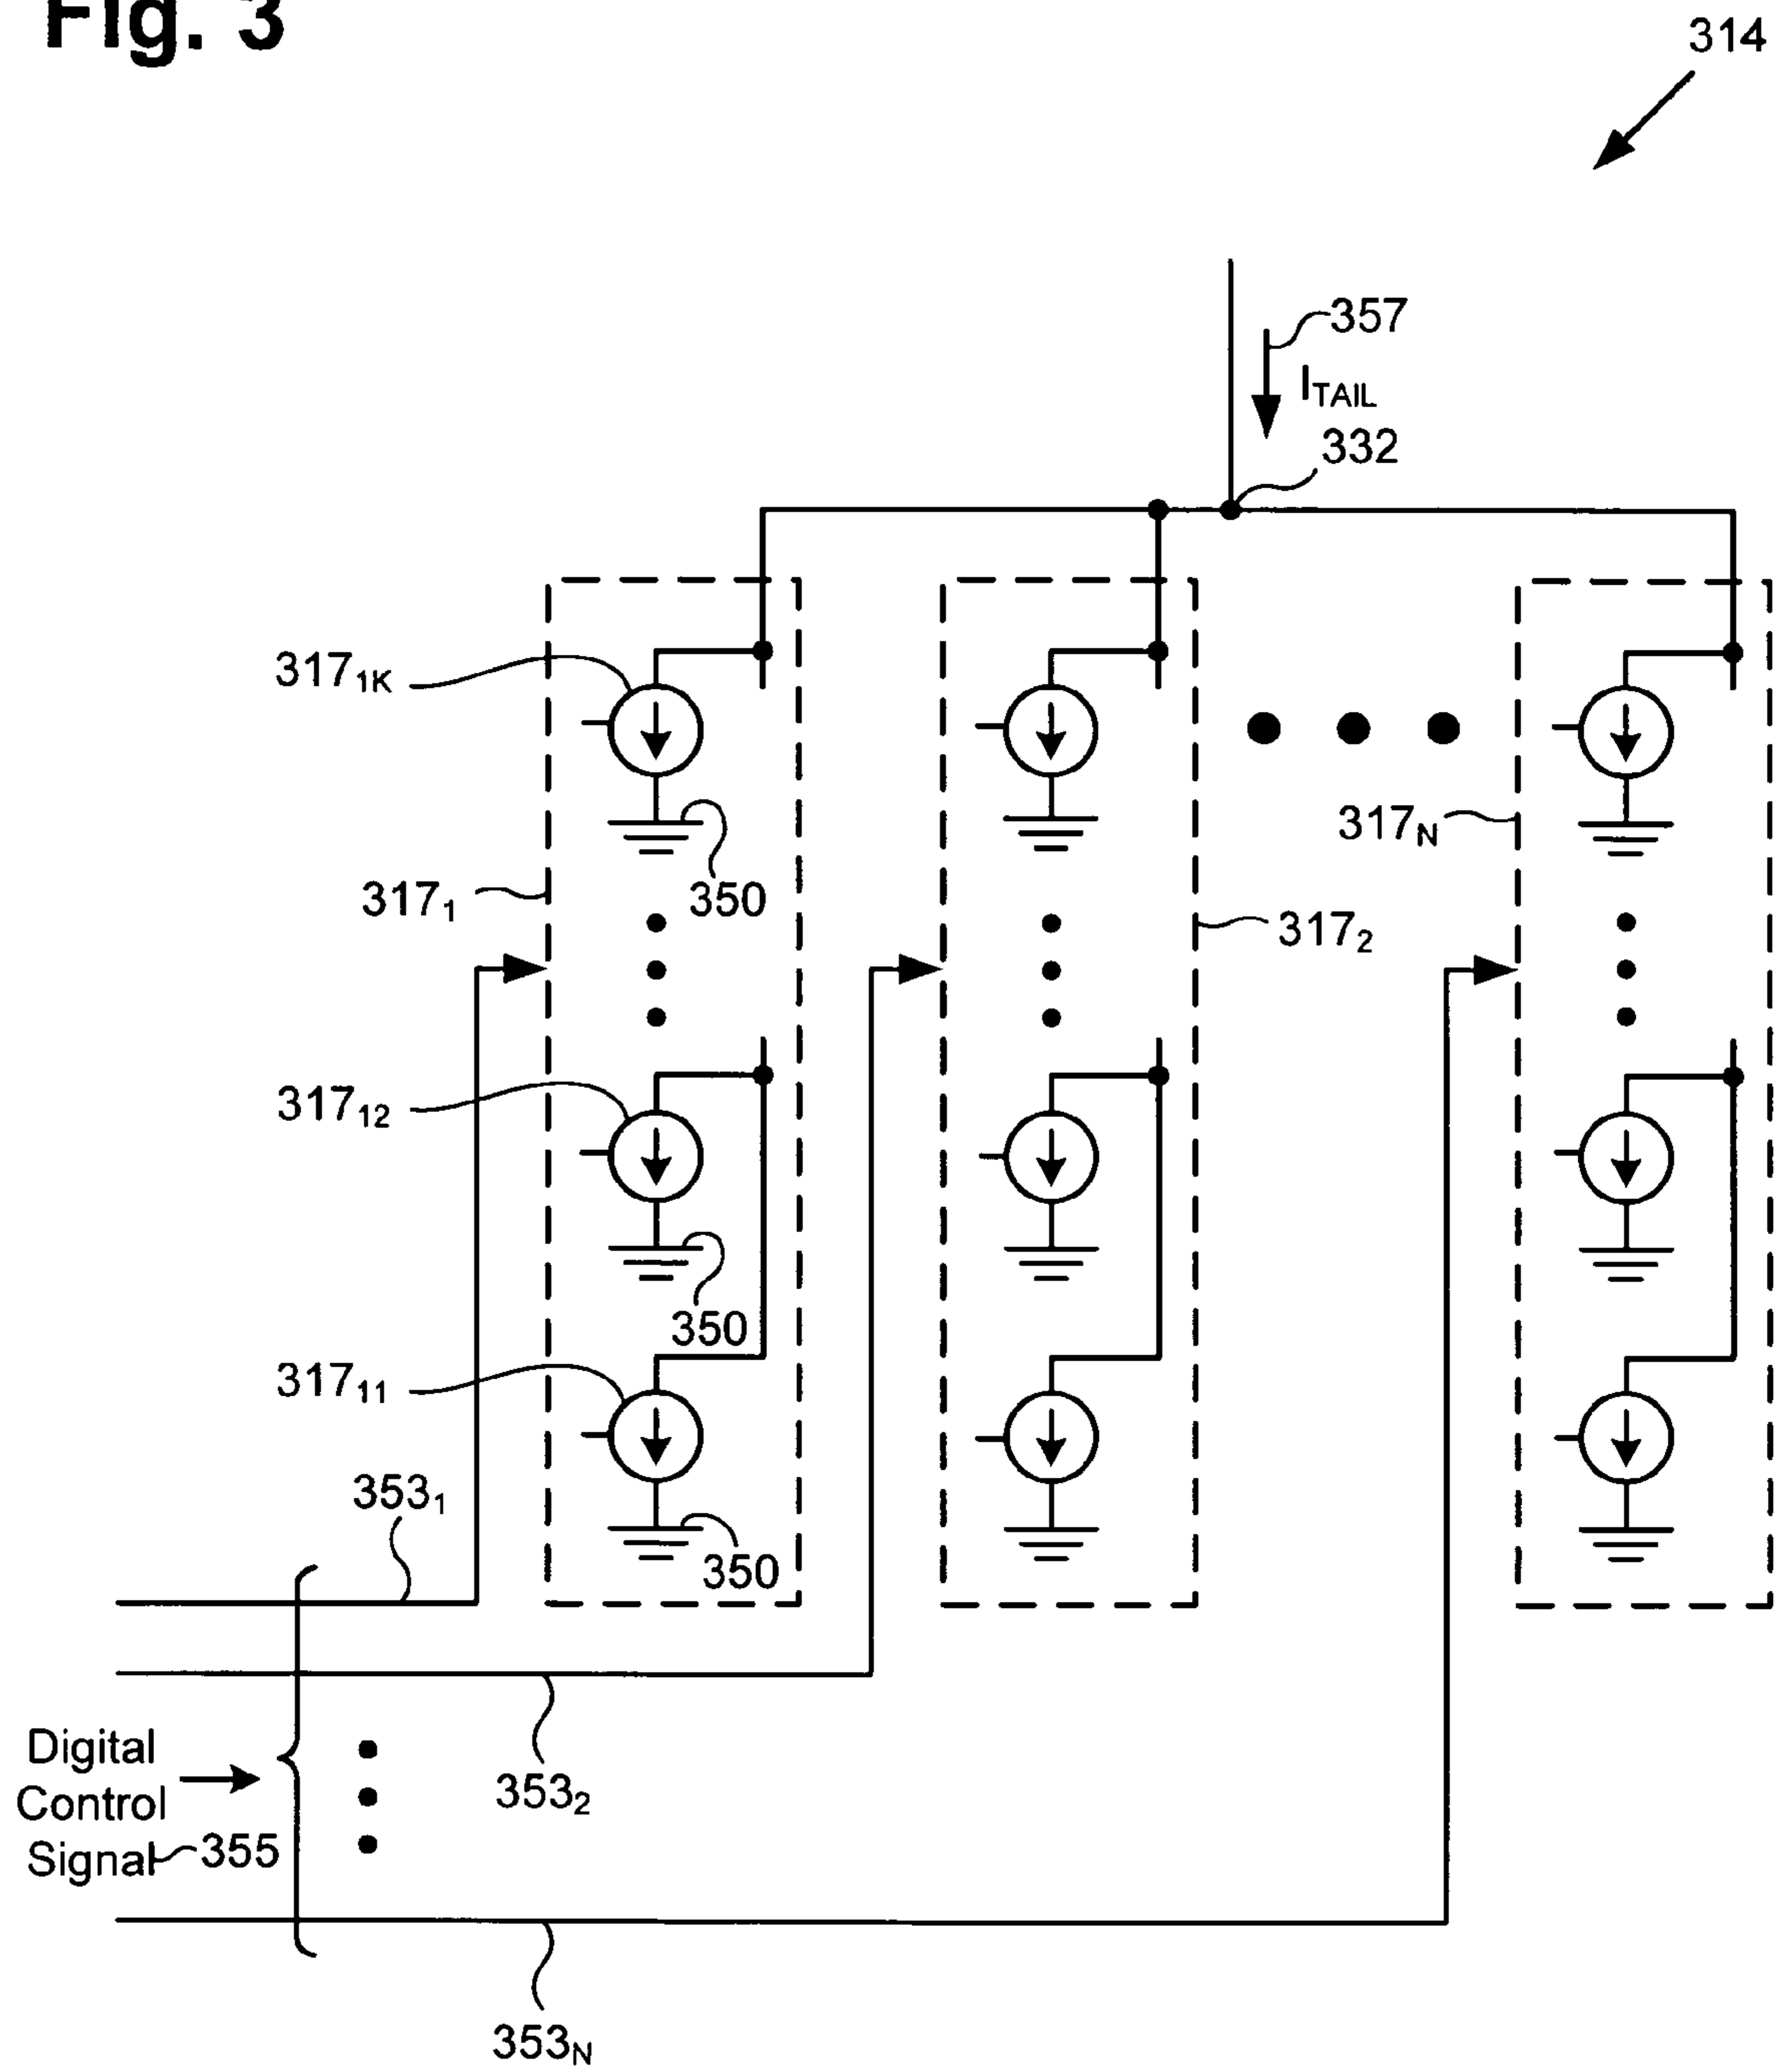 Fig. 3
314
357
I_TAIL
332
317_1K
350
317_N
317_1
317_2
317_12
350
317_11
353_1
350
Digital
Control
Signal 355
353_2
353_N